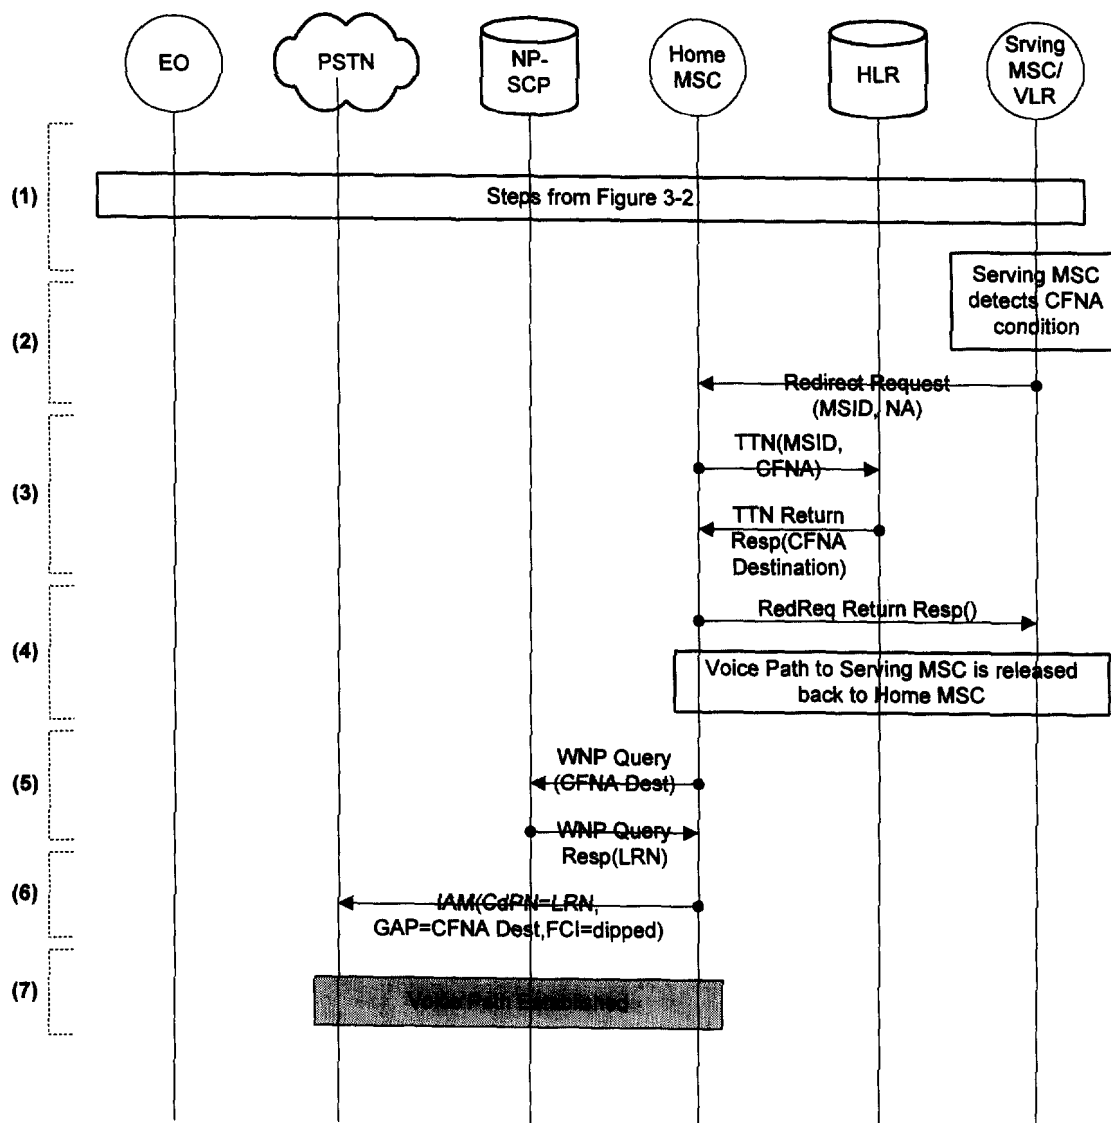 EO
PSTN
NP-
SCP
Home
MSC
HLR
Srving
MSC/
VLR
(1)
Steps from Figure 3-2
Serving MSC
detects CFNA
condition
(2)
Redirect Request
(MSID, NA)
(3)
TTN(MSID,
CFNA)
TTN Return
Resp(CFNA
Destination)
(4)
RedReq Return Resp()
Voice Path to Serving MSC is released
back to Home MSC
(5)
WNP Query
(CFNA Dest)
WNP Query
Resp(LRN)
(6)
IAM(CdPN=LRN,
GAP=CFNA Dest,FCI=dipped)
(7)
Voice Path Established